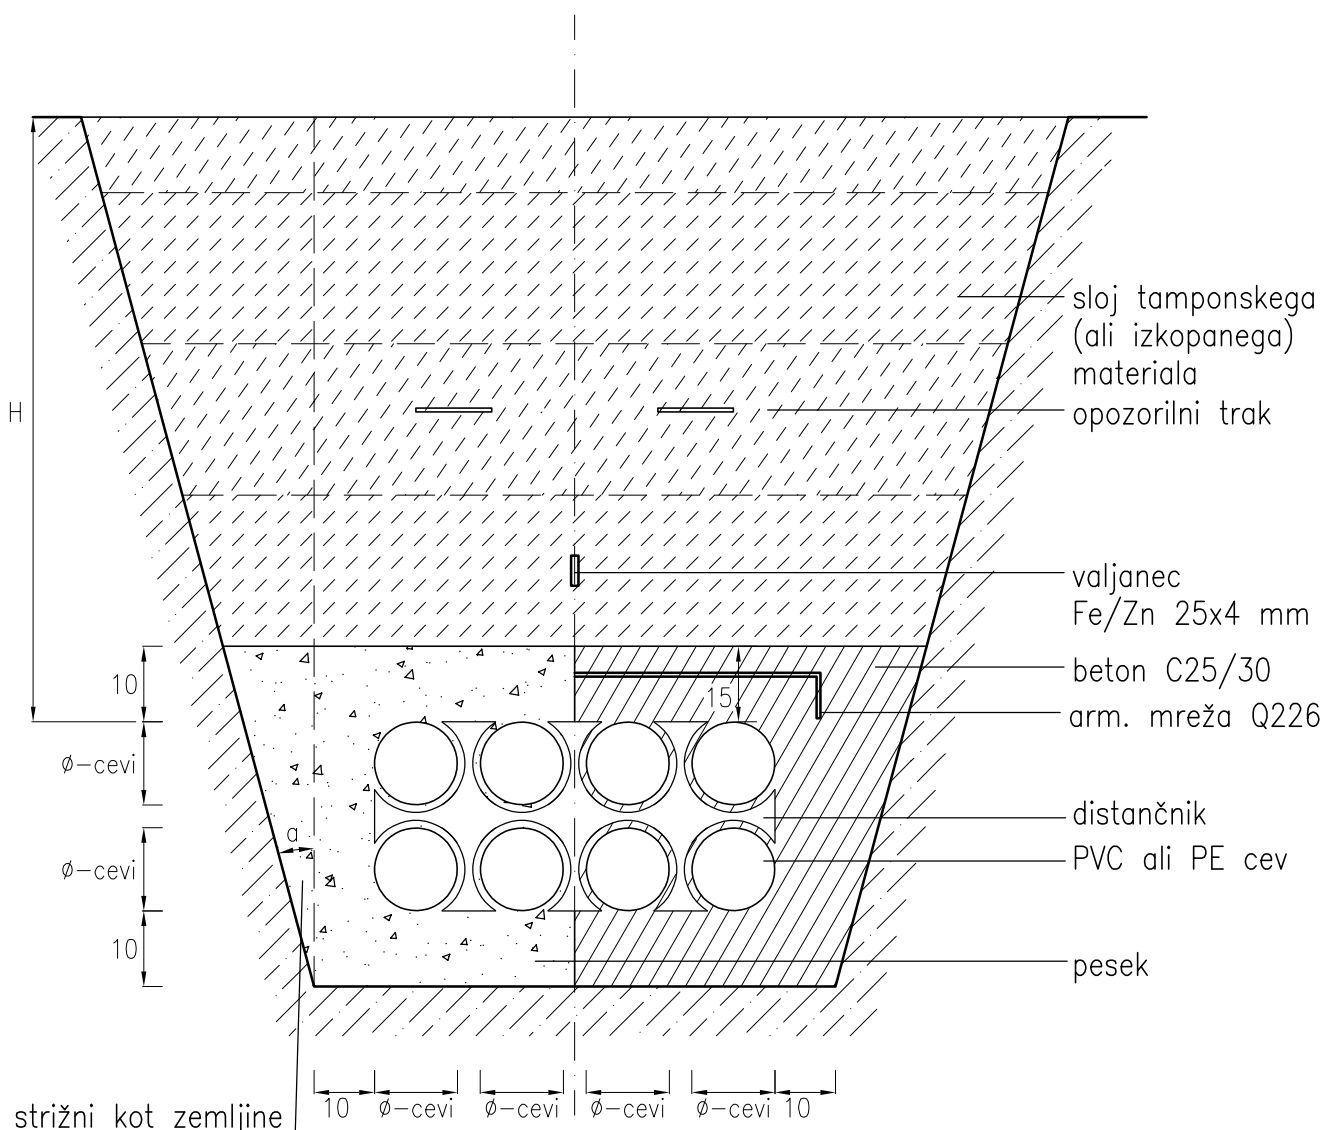 sloj tamponskega
(ali izkopanega)
materiala
H
opozorilni trak
valjanec
Fe/Zn 25x4 mm
beton C25/30
10
15
arm. mreža Q226
ø-cevi
distančnik
a
ø-cevi
PVC ali PE cev
10
pesek
10
ø-cevi
ø-cevi
ø-cevi
ø-cevi
10
strižni kot zemljine